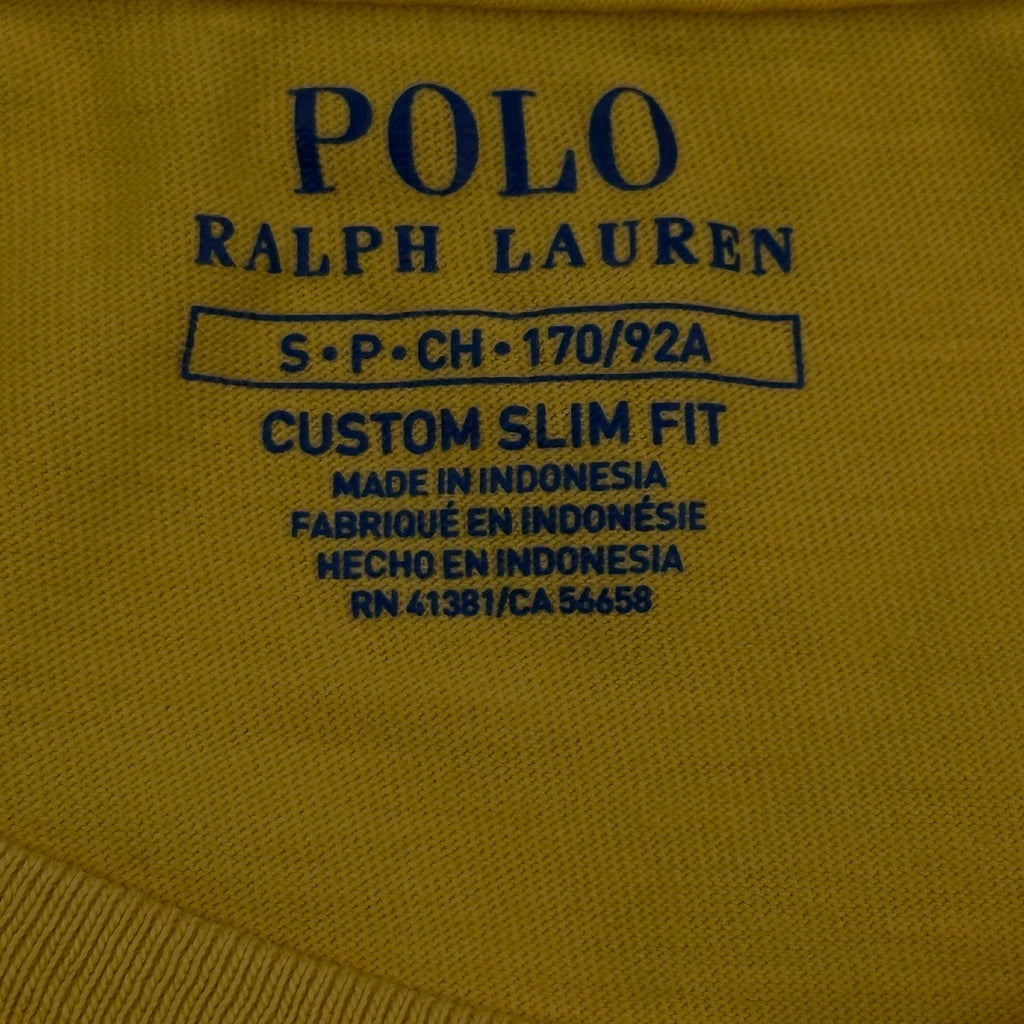 POLO
RALPH LAUREN
S•P•CH•170/92A
CUSTOM SLIM FIT
MADE IN INDONESIA
FABRIQUÉ EN INDONÉSIE
HECHO EN INDONESIA
RN 41381/CA 56658